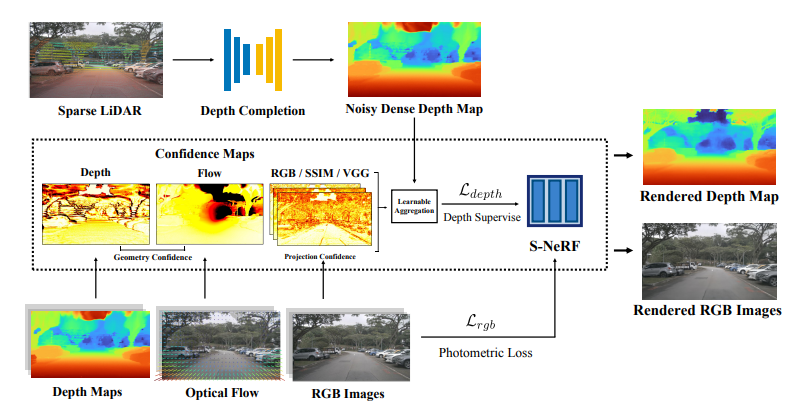 Sparse LiDAR
Depth Completion
Noisy Dense Depth Map
Confidence Maps
Depth
Flow
RGB / SSIM / VGG
Geometry Confidence
Projection Confidence
Learnable
Aggregation
L_depth
Depth Supervise
S-NeRF
Rendered Depth Map
Rendered RGB Images
Depth Maps
Optical Flow
RGB Images
L_rgb
Photometric Loss